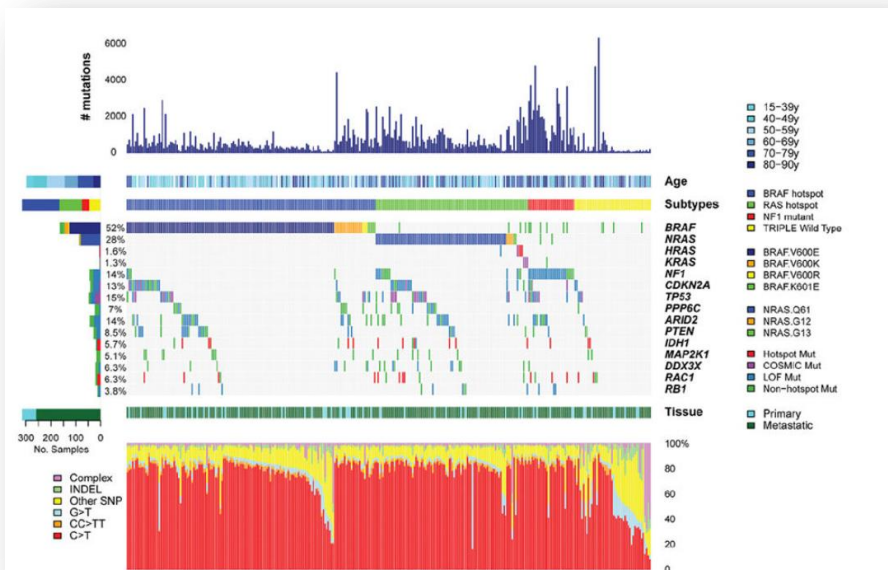 # mutations
6000
4000
2000
0
15-39y
40-49y
50-59y
60-69y
70-79y
80-90y
Age
Subtypes
BRAF hotspot
RAS hotspot
NF1 mutant
TRIPLE Wild Type
52% BRAF
28% NRAS
1.6% HRAS
1.3% KRAS
14% NF1
13% CDKN2A
15% TP53
7% PPP6C
14% ARID2
8.5% PTEN
5.7% IDH1
5.1% MAP2K1
6.3% DDX3X
6.3% RAC1
3.8% RB1
BRAF.V600E
BRAF.V600K
BRAF.V600R
BRAF.K601E
NRAS.Q61
NRAS.G12
NRAS.G13
Hotspot Mut
COSMIC Mut
LOF Mut
Non-hotspot Mut
Tissue
Primary
Metastatic
300 200 100 0
No. Samples
Complex
INDEL
Other SNP
G>T
CC>TT
C>T
100%
80
60
40
20
0